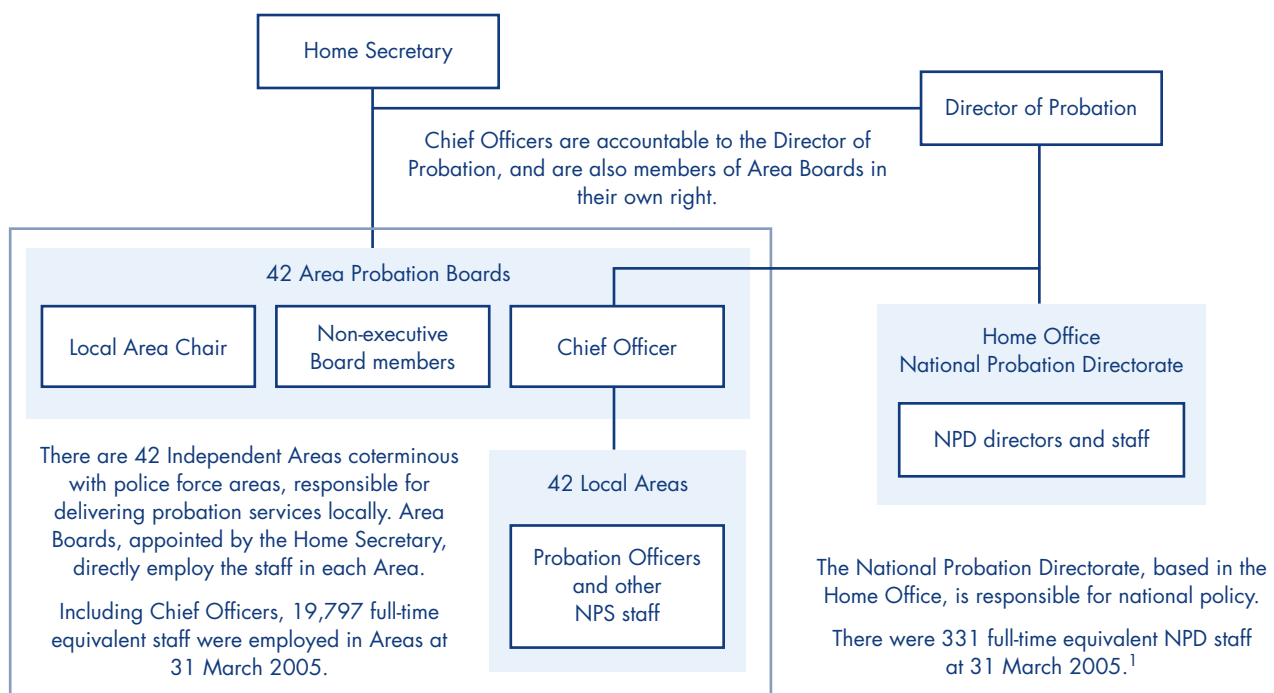 Home Secretary
Director of Probation
Chief Officers are accountable to the Director of
Probation, and are also members of Area Boards in
their own right.
42 Area Probation Boards
Local Area Chair
Non-executive
Board members
Chief Officer
Home Office
National Probation Directorate
NPD directors and staff
There are 42 Independent Areas coterminous
with police force areas, responsible for
delivering probation services locally. Area
Boards, appointed by the Home Secretary,
directly employ the staff in each Area.
Including Chief Officers, 19,797 full-time
equivalent staff were employed in Areas at
31 March 2005.
42 Local Areas
Probation Officers
and other
NPS staff
The National Probation Directorate, based in the
Home Office, is responsible for national policy.
There were 331 full-time equivalent NPD staff
at 31 March 2005.1